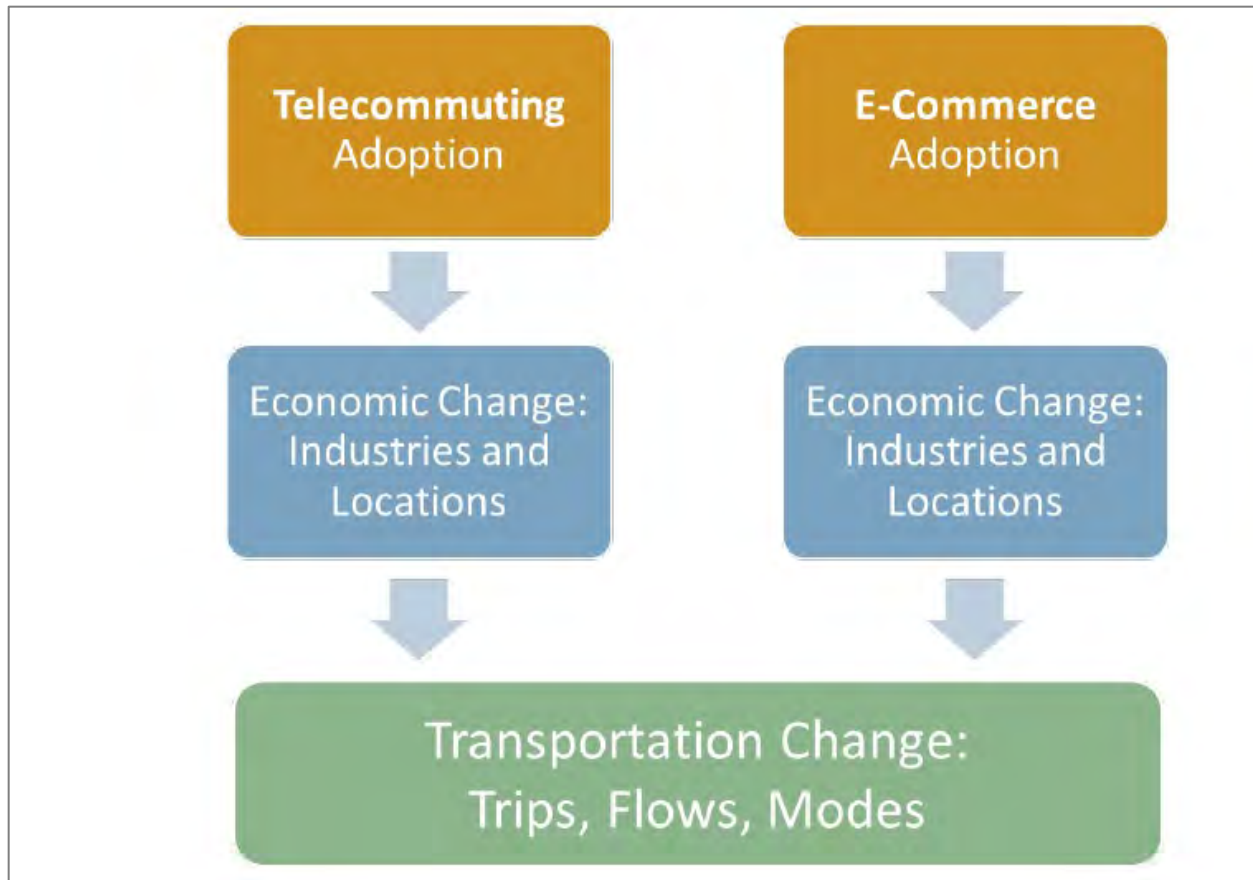 Telecommuting
Adoption
E-Commerce
Adoption
Economic Change:
Industries and
Locations
Economic Change:
Industries and
Locations
Transportation Change:
Trips, Flows, Modes